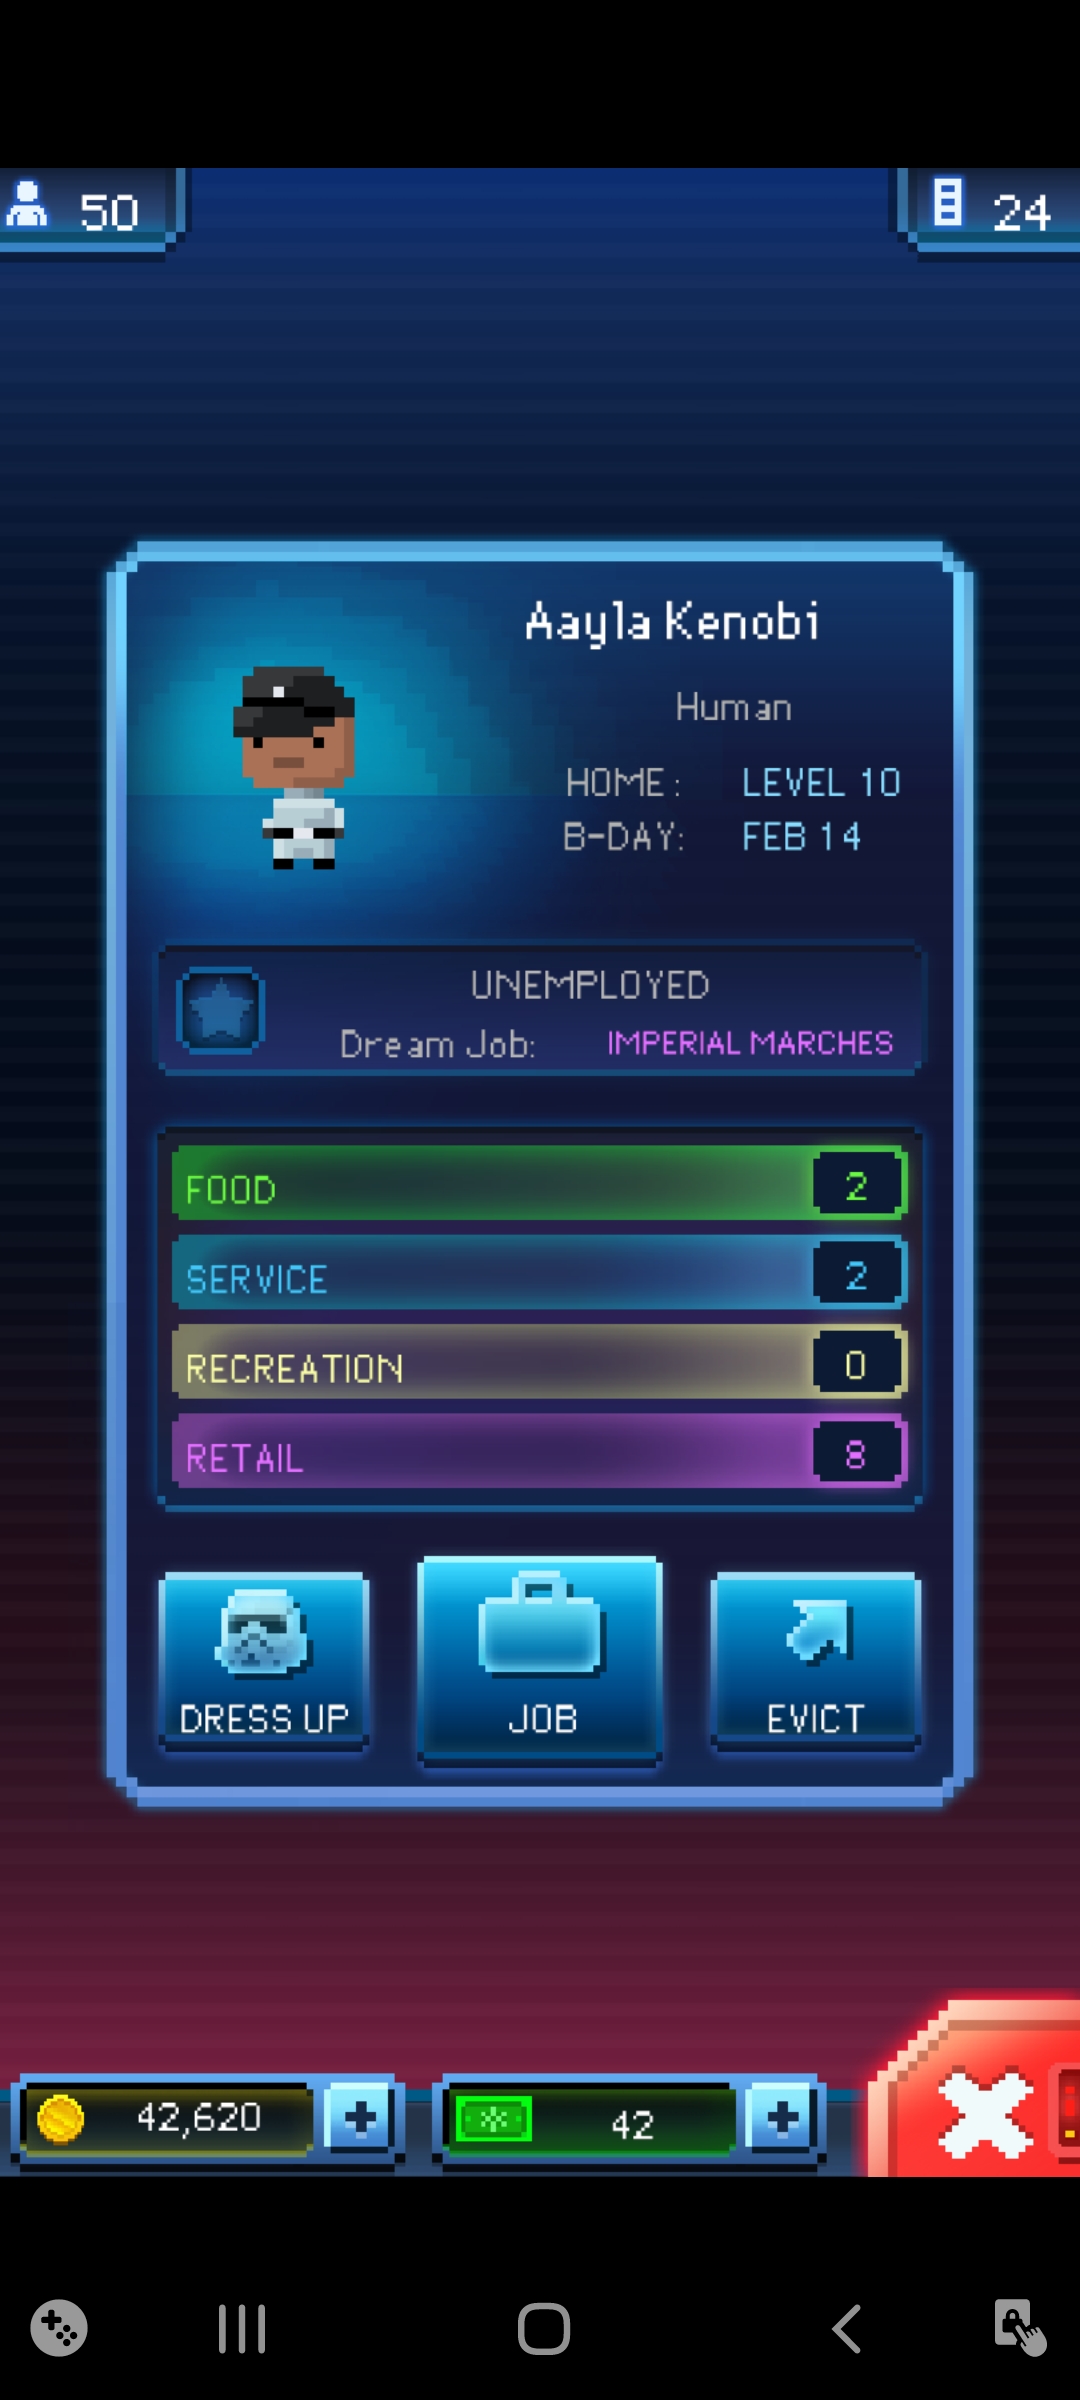 50
24
Aayla Kenobi
Human
HOME: LEVEL 10
B-DAY: FEB 14
UNEMPLOYED
Dream Job: IMPERIAL MARCHES
FOOD 2
SERVICE 2
RECREATION 0
RETAIL 8
DRESS UP
JOB
EVICT
42,620
42